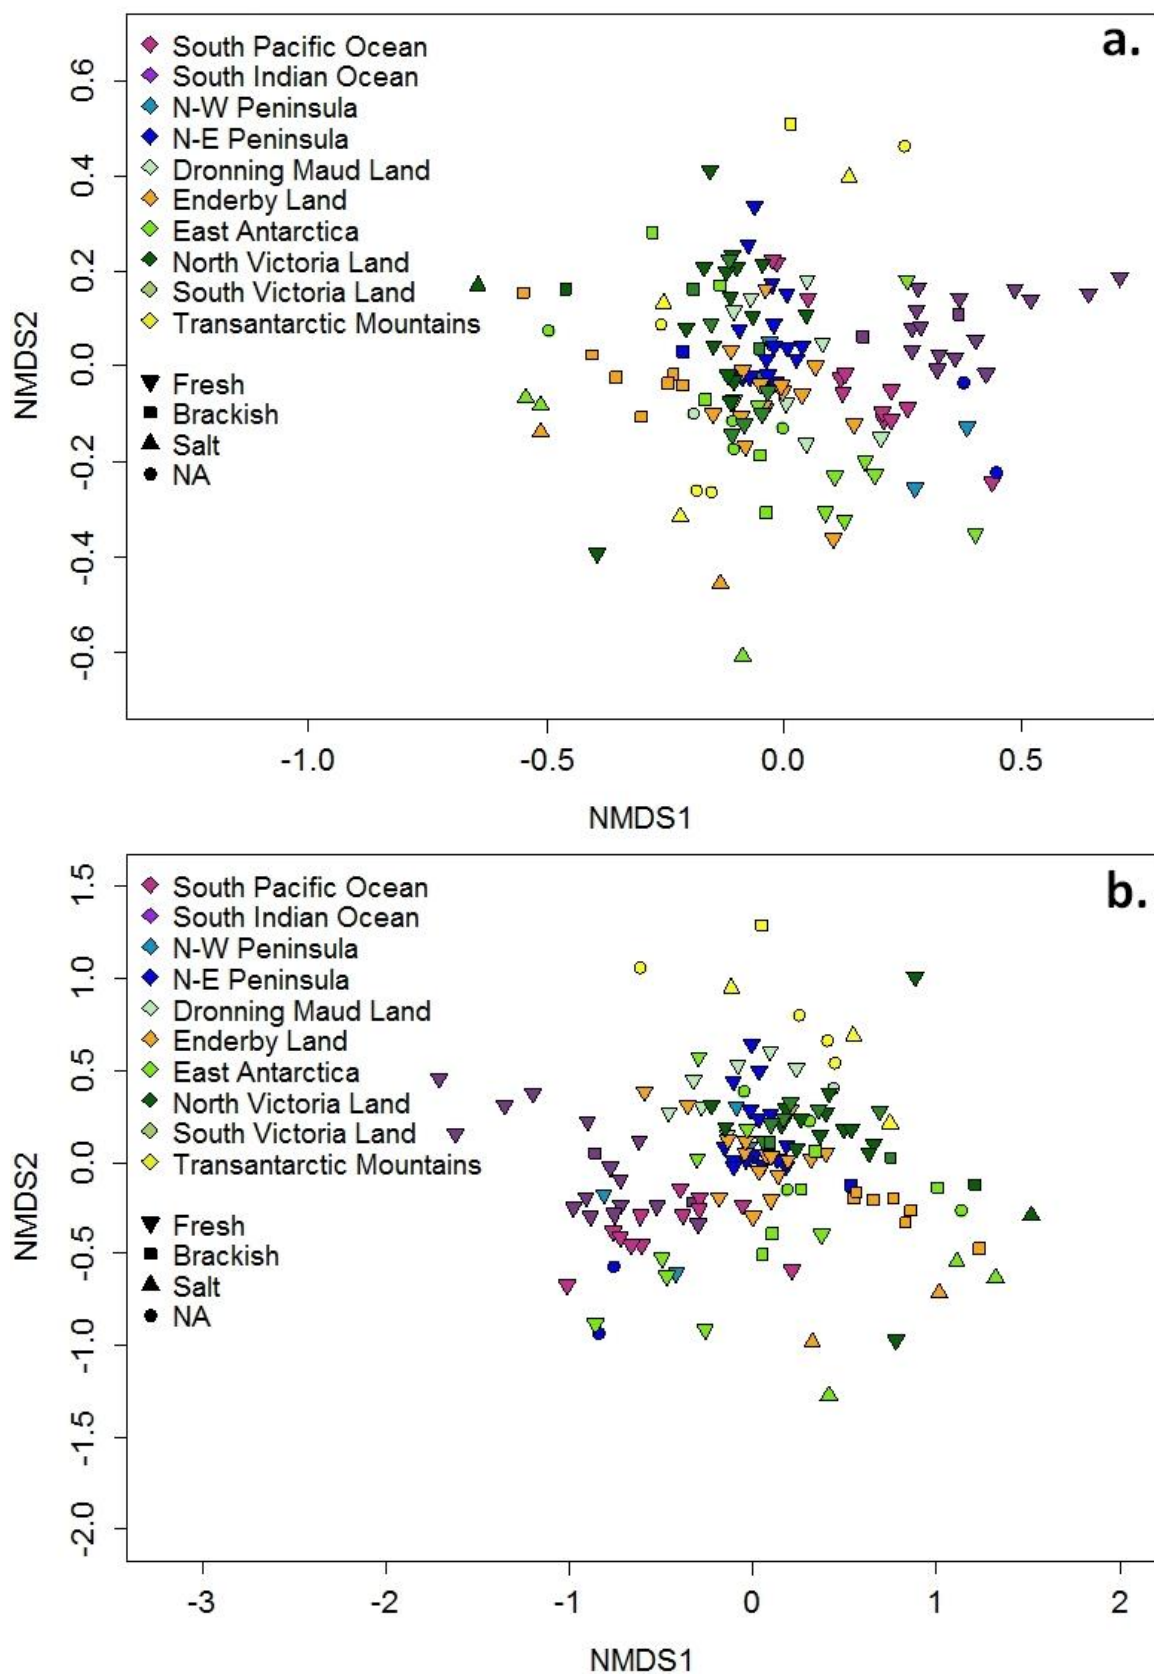 a.
South Pacific Ocean
South Indian Ocean
N-W Peninsula
N-E Peninsula
Dronning Maud Land
Enderby Land
East Antarctica
North Victoria Land
South Victoria Land
Transantarctic Mountains
Fresh
Brackish
Salt
NA
NMDS2
0.6
0.4
0.2
0.0
-0.2
-0.4
-0.6
-1.0 -0.5 0.0 0.5
NMDS1
b.
South Pacific Ocean
South Indian Ocean
N-W Peninsula
N-E Peninsula
Dronning Maud Land
Enderby Land
East Antarctica
North Victoria Land
South Victoria Land
Transantarctic Mountains
Fresh
Brackish
Salt
NA
NMDS2
1.5
1.0
0.5
0.0
-0.5
-1.0
-1.5
-2.0
-3 -2 -1 0 1 2
NMDS1